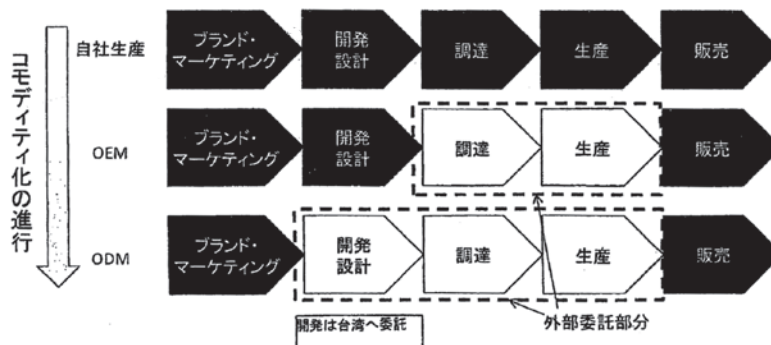 コモディティ化の進行
自社生産
ブランド・
マーケティング
開発
設計
調達
生産
販売
OEM
ブランド・
マーケティング
開発
設計
調達
生産
販売
ODM
ブランド・
マーケティング
開発
設計
調達
生産
販売
開発は台湾へ委託
外部委託部分